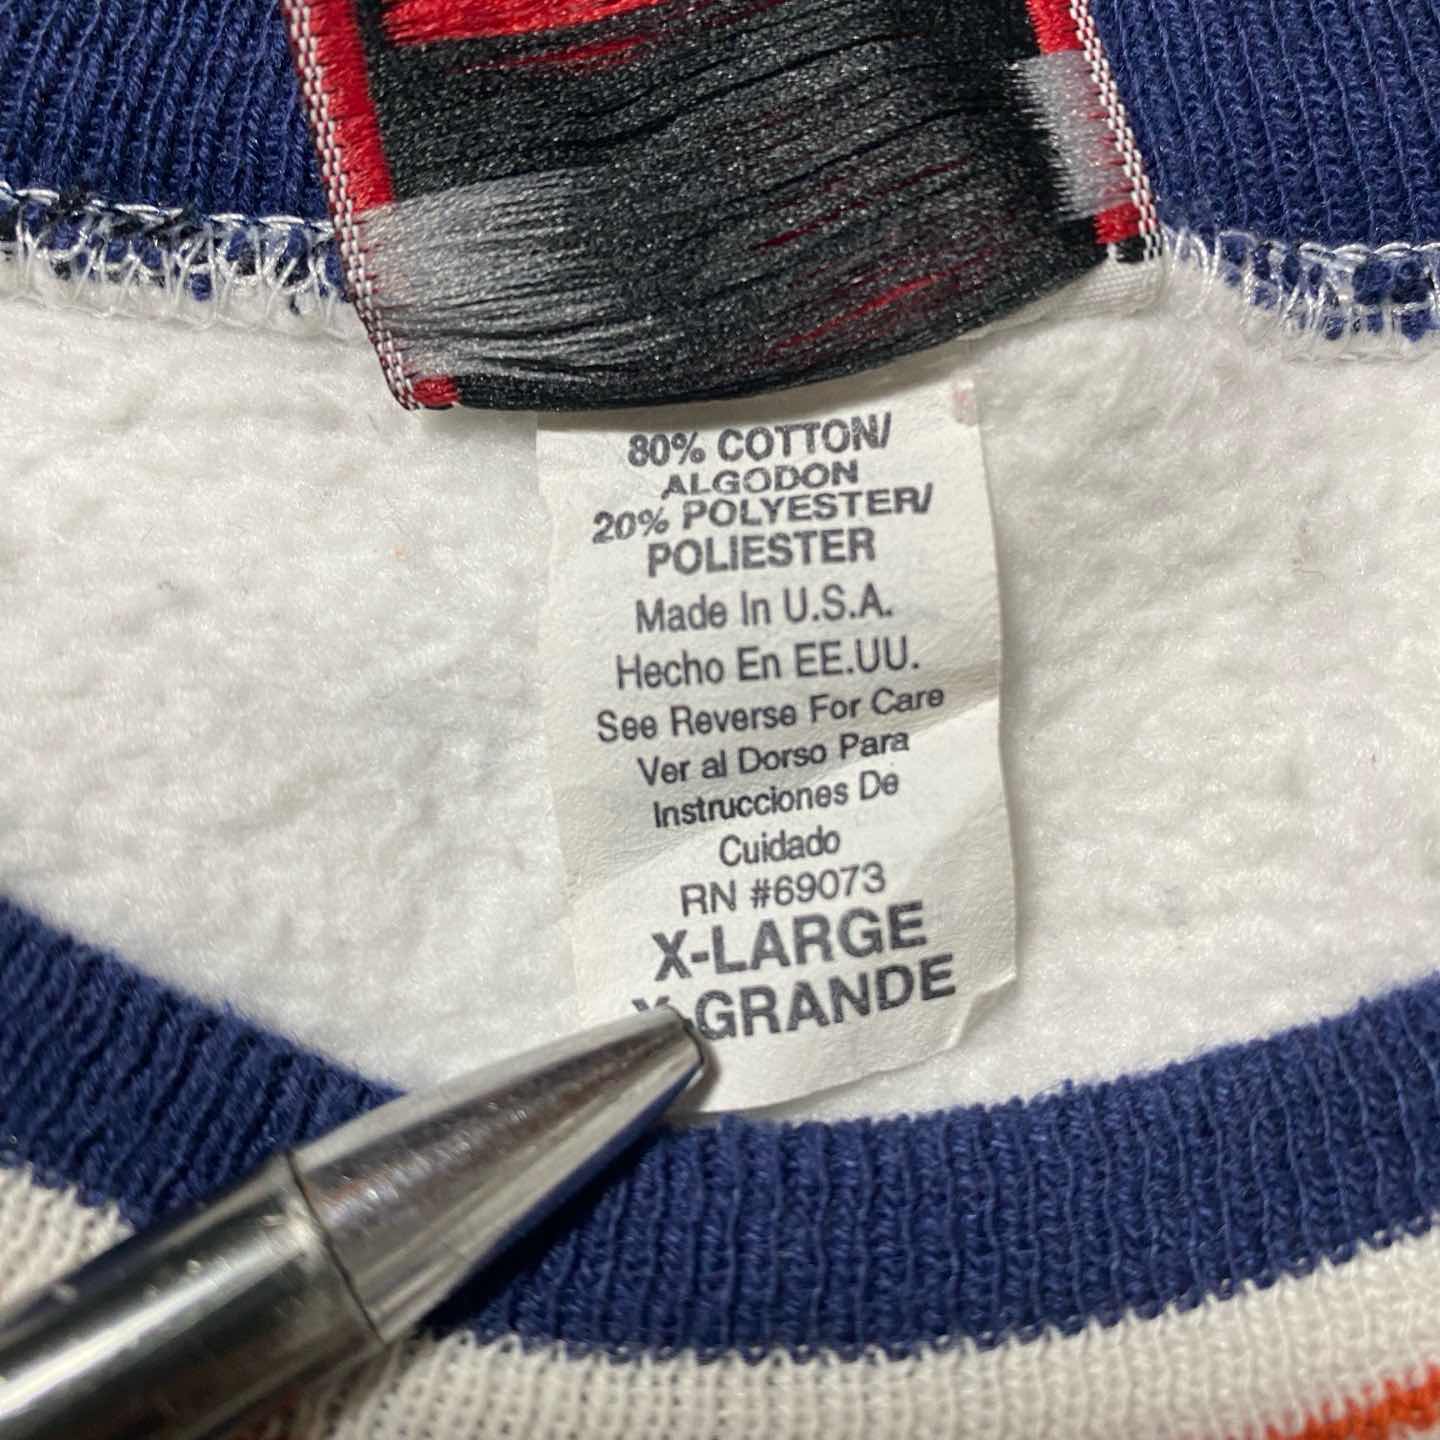 80% COTTON/
ALGODON
20% POLYESTER/
POLIESTER
Made In U.S.A.
Hecho En EE.UU.
See Reverse For Care
Ver al Dorso Para
Instrucciones De
Cuidado
RN #69073
X-LARGE
X-GRANDE